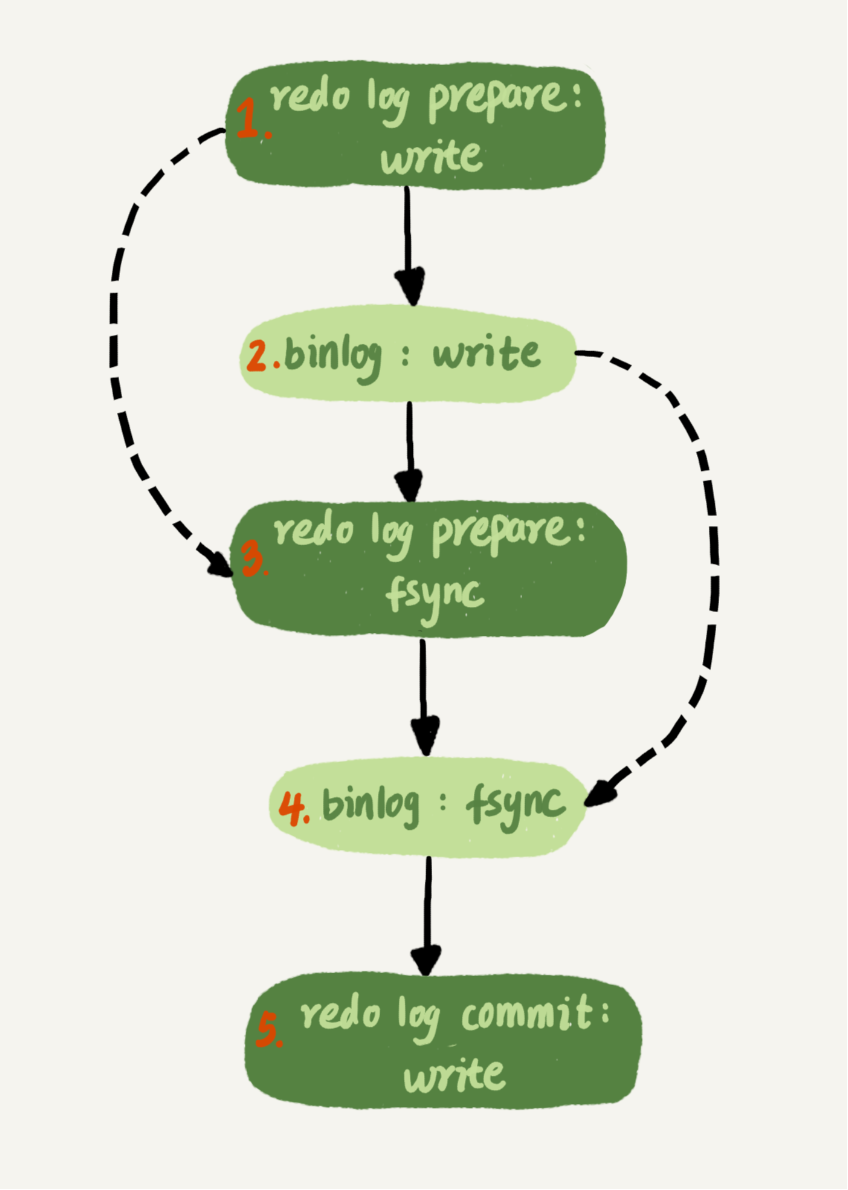 1. redo log prepare:
write
2. binlog : write
3. redo log prepare:
fsync
4. binlog : fsync
5. redo log commit:
write